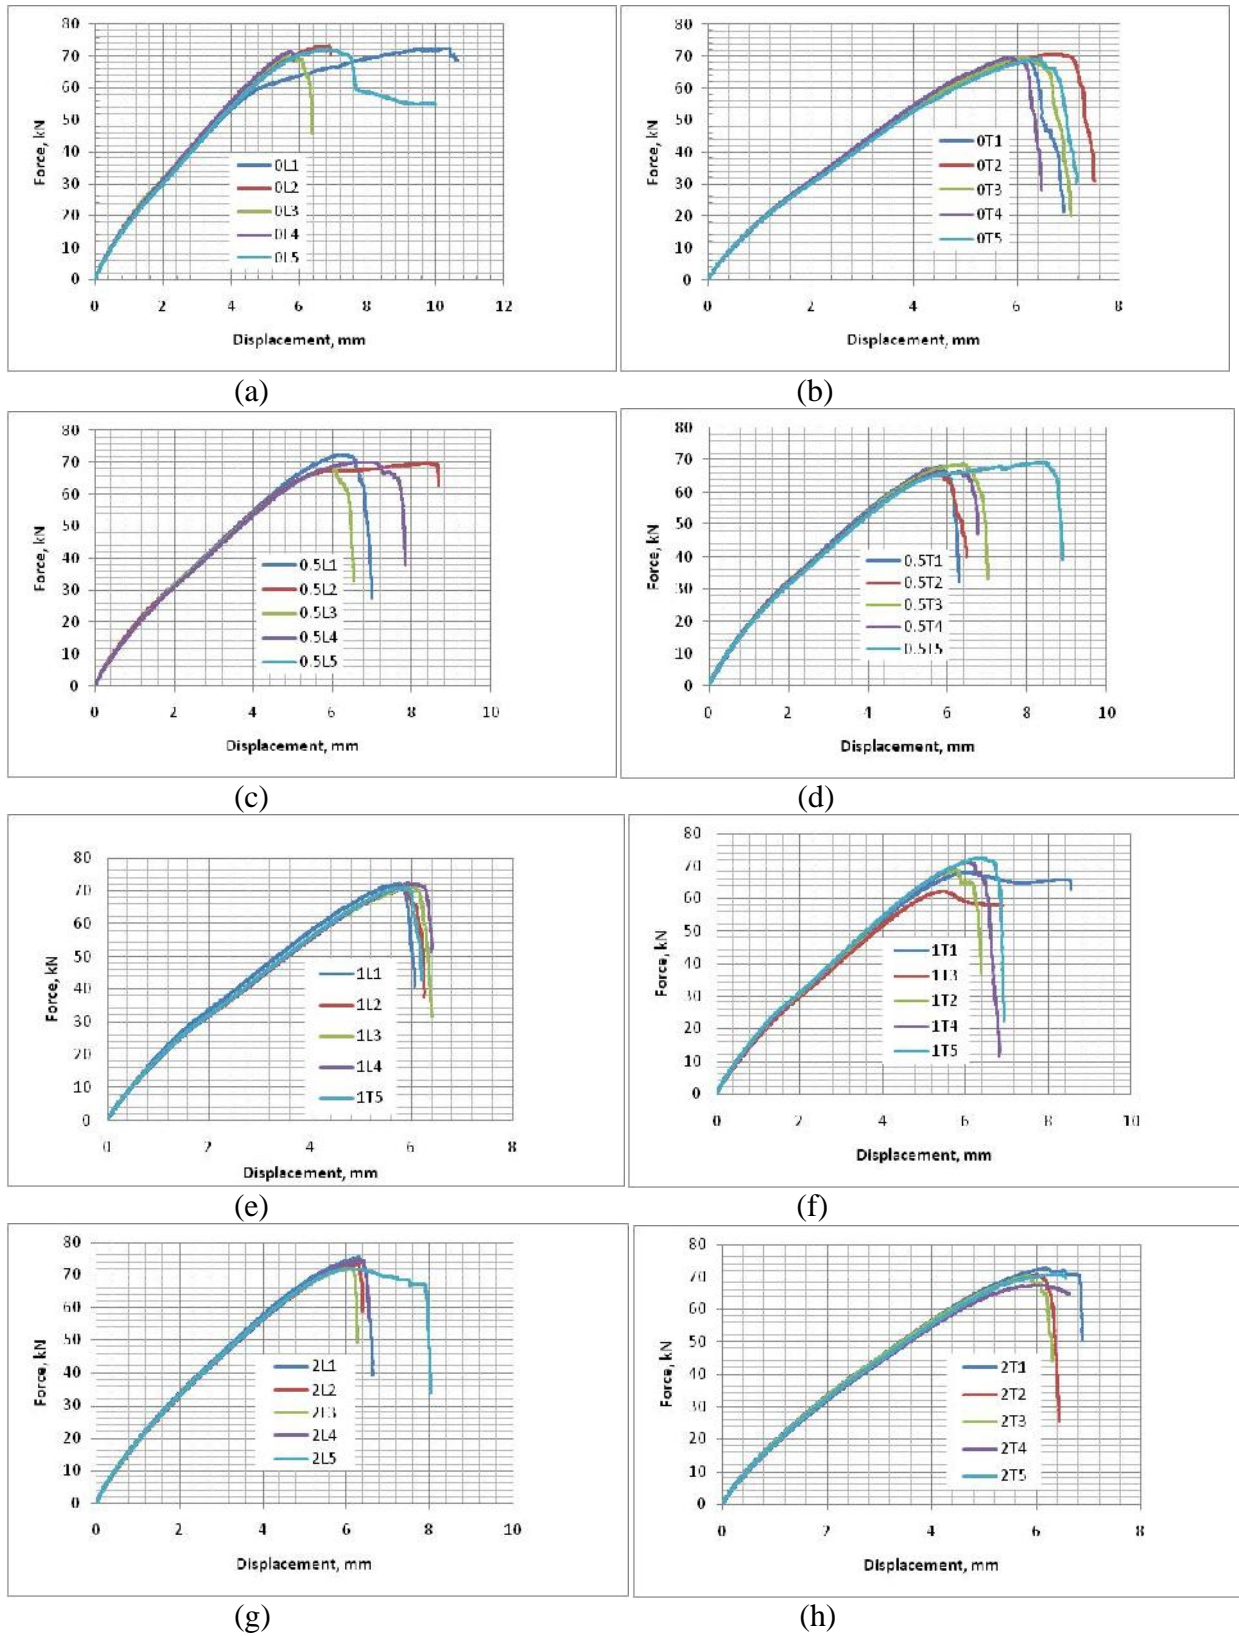 80
70
60
50
40
30
20
10
0
Force, kN
0L1
0L2
0L3
0L4
0L5
0 2 4 6 8 10 12
Displacement, mm
(a)
80
70
60
50
40
30
20
10
0
Force, kN
0T1
0T2
0T3
0T4
0T5
0 2 4 6 8
Displacement, mm
(b)
80
70
60
50
40
30
20
10
0
Force, kN
0.5L1
0.5L2
0.5L3
0.5L4
0.5L5
0 2 4 6 8 10
Displacement, mm
(c)
80
70
60
50
40
30
20
10
0
Force, kN
0.5T1
0.5T2
0.5T3
0.5T4
0.5T5
0 2 4 6 8 10
Displacement, mm
(d)
80
70
60
50
40
30
20
10
0
Force, kN
1L1
1L2
1L3
1L4
1T5
0 2 4 6 8
Displacement, mm
(e)
80
70
60
50
40
30
20
10
0
Force, kN
1T1
1T3
1T2
1T4
1T5
0 2 4 6 8 10
Displacement, mm
(f)
80
70
60
50
40
30
20
10
0
Force, kN
2L1
2L2
2L3
2L4
2L5
0 2 4 6 8 10
Displacement, mm
(g)
80
70
60
50
40
30
20
10
0
Force, kN
2T1
2T2
2T3
2T4
2T5
0 2 4 6 8
Displacement, mm
(h)